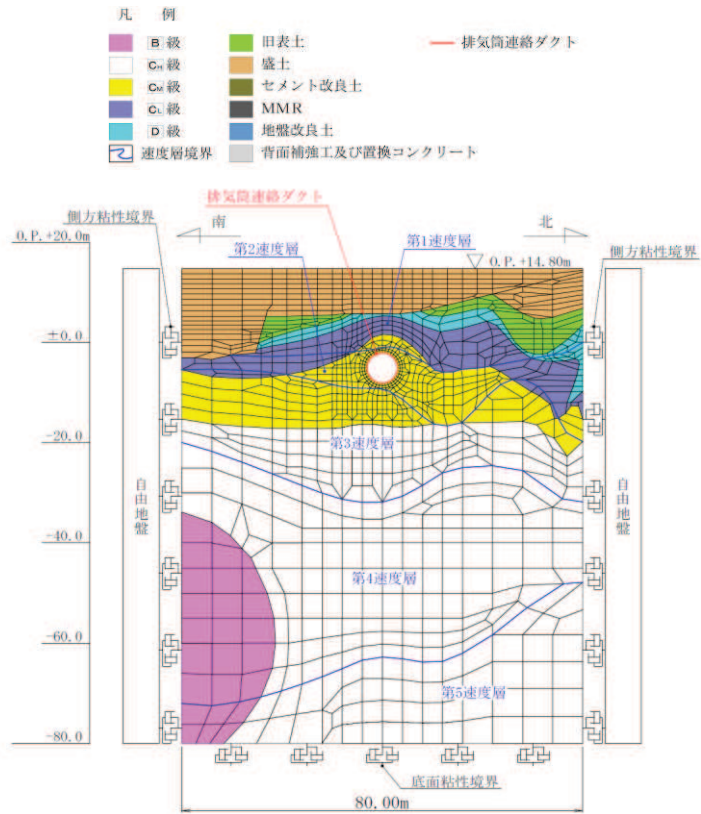 凡 例
B 級
旧表土
排気筒連絡ダクト
CH 級
盛土
CM 級
セメント改良土
CL 級
MMR
D 級
地盤改良土
速度層境界
背面補強工及び置換コンクリート
排気筒連絡ダクト
側方粘性境界
南
北
O.P.+20.0m
第2速度層
第1速度層
側方粘性境界
O.P.+14.80m
±0.0
-20.0
第3速度層
自由地盤
自由地盤
-40.0
第4速度層
-60.0
第5速度層
-80.0
底面粘性境界
80.00m